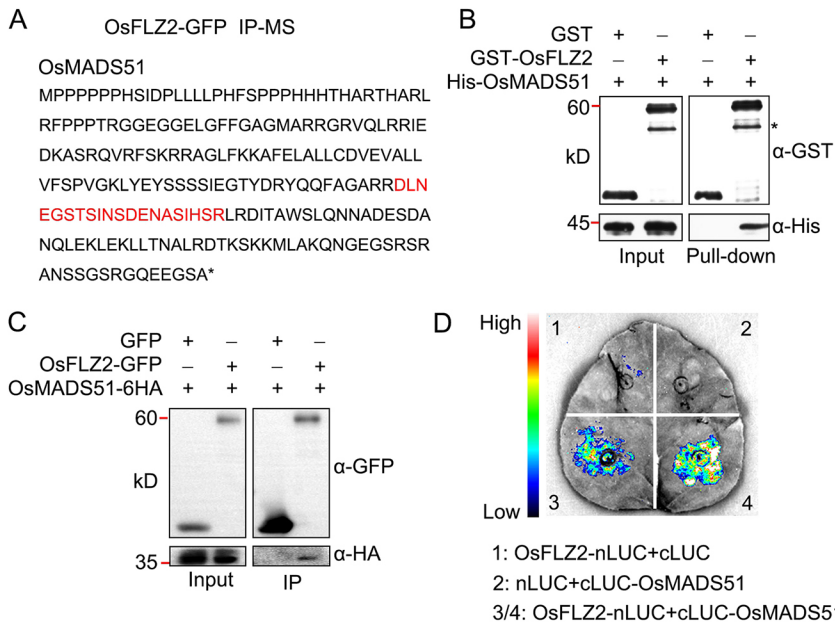 A
OsFLZ2-GFP IP-MS
OsMADS51
MPPPPPPHSIDPLLLLPHFSPPPHHHTHARTHARL
RFPPPTRGGEGGELGFFGAGMARRGRVQLRRIE
DKASRQVRFSKRRAGLFKKAFELALLCDVEVALL
VFSPVGKLYEYSSSSIEGTYDRYQQFAGARRDLN
EGSTSINSDENASIHSRLRDITAWSLQNNADESDA
NQLEKLEKLLTNALRDTKSKKMLAKQNGEGSRSR
ANSSGSRGQEEGSA*
B
GST + – + –
GST-OsFLZ2 – + – +
His-OsMADS51 + + + +
60
kD
*
α-GST
45
α-His
Input Pull-down
C
GFP + – + –
OsFLZ2-GFP – + – +
OsMADS51-6HA + + + +
60
kD
α-GFP
35
α-HA
Input IP
D
High
Low
1 2
3 4
1: OsFLZ2-nLUC+cLUC
2: nLUC+cLUC-OsMADS51
3/4: OsFLZ2-nLUC+cLUC-OsMADS51